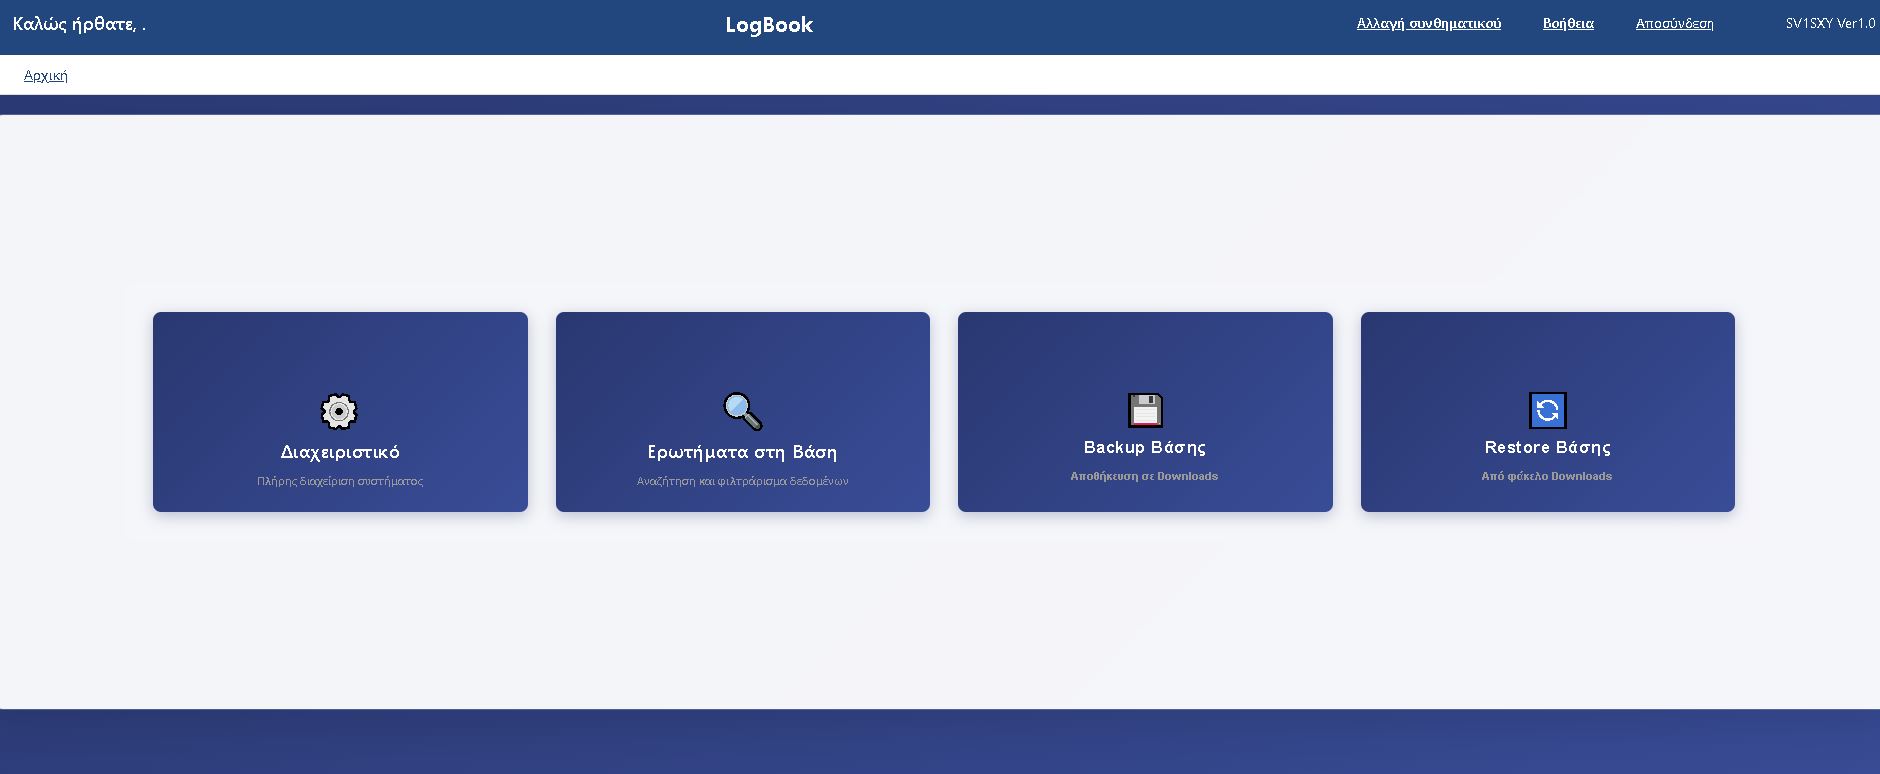 Καλώς ήρθατε, .
LogBook
Αλλαγή συνθηματικού
Βοήθεια
Αποσύνδεση
SV1SXY Ver1.0
Αρχική
Διαχειριστικό
Πλήρης διαχείριση συστήματος
Ερωτήματα στη Βάση
Αναζήτηση και φιλτράρισμα δεδομένων
Backup Βάσης
Αποθήκευση σε Downloads
Restore Βάσης
Από φάκελο Downloads